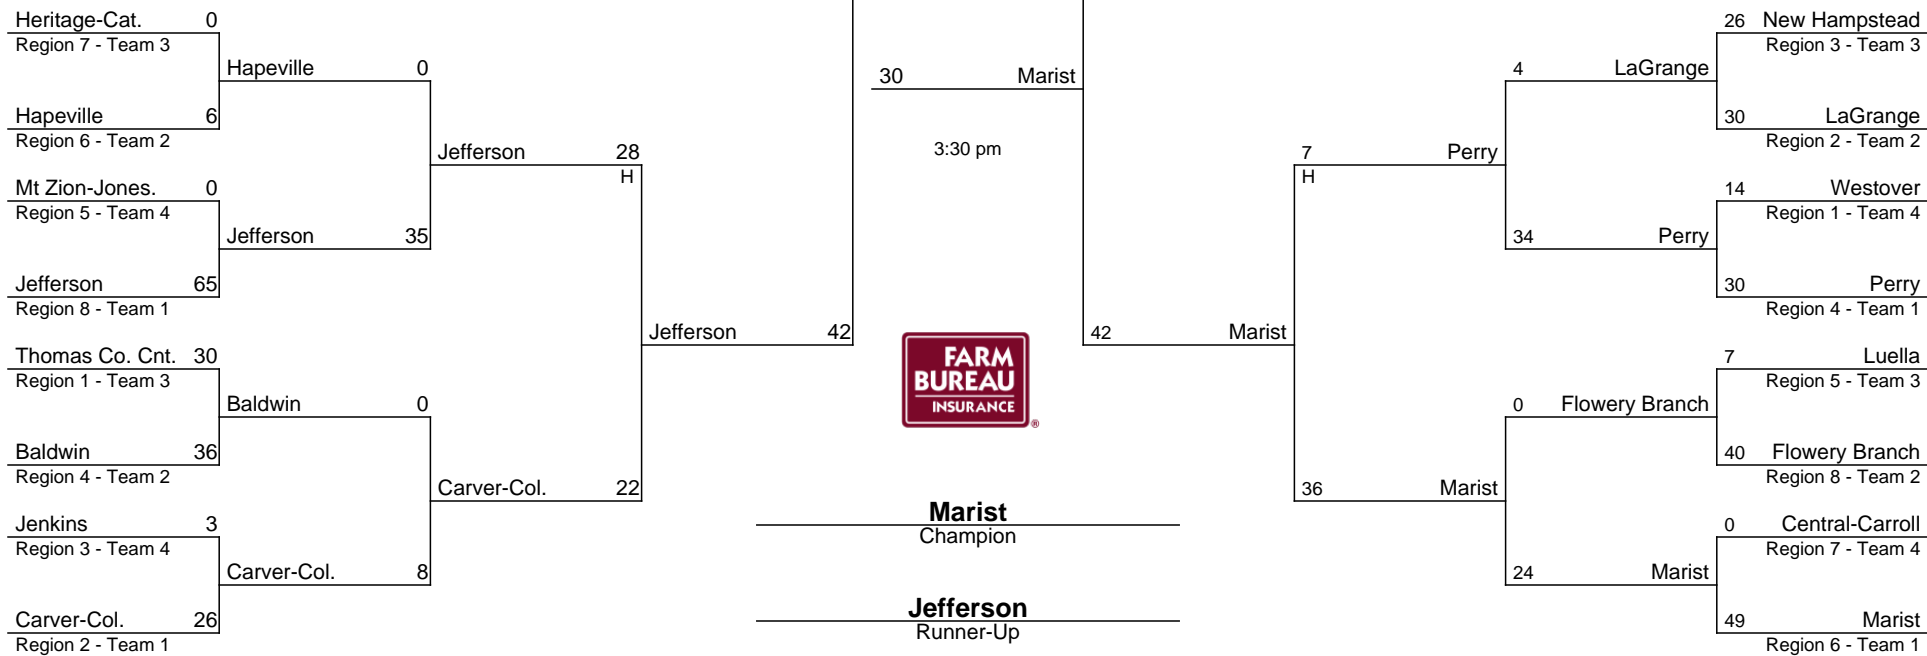 Heritage-Cat. 0
Region 7 - Team 3
Hapeville 0
Hapeville 6
Region 6 - Team 2
Jefferson 28
H
Mt Zion-Jones. 0
Region 5 - Team 4
Jefferson 35
Jefferson 65
Region 8 - Team 1
Jefferson 42
Thomas Co. Cnt. 30
Region 1 - Team 3
Baldwin 0
Baldwin 36
Region 4 - Team 2
Carver-Col. 22
Jenkins 3
Region 3 - Team 4
Carver-Col. 8
Carver-Col. 26
Region 2 - Team 1
30 Marist
3:30 pm
FARM
BUREAU
INSURANCE
®
Marist
Champion
Jefferson
Runner-Up
26 New Hampstead
Region 3 - Team 3
4 LaGrange
30 LaGrange
Region 2 - Team 2
7 Perry
H
14 Westover
Region 1 - Team 4
34 Perry
30 Perry
Region 4 - Team 1
42 Marist
7 Luella
Region 5 - Team 3
0 Flowery Branch
40 Flowery Branch
Region 8 - Team 2
36 Marist
0 Central-Carroll
Region 7 - Team 4
24 Marist
49 Marist
Region 6 - Team 1